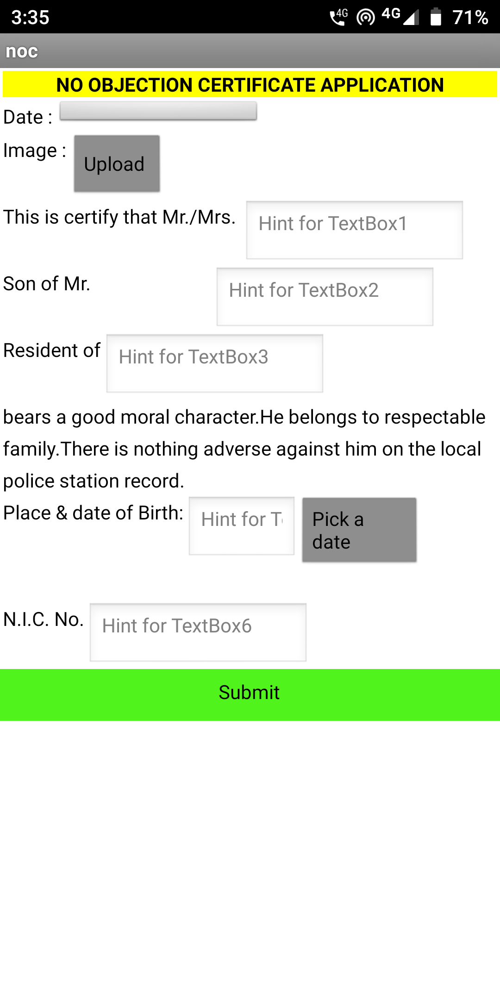 3:35 4G 4G 71%
noc
NO OBJECTION CERTIFICATE APPLICATION
Date :
Image : Upload
This is certify that Mr./Mrs. Hint for TextBox1
Son of Mr. Hint for TextBox2
Resident of Hint for TextBox3
bears a good moral character.He belongs to respectable
family.There is nothing adverse against him on the local
police station record.
Place & date of Birth: Hint for T Pick a
date
N.I.C. No. Hint for TextBox6
Submit